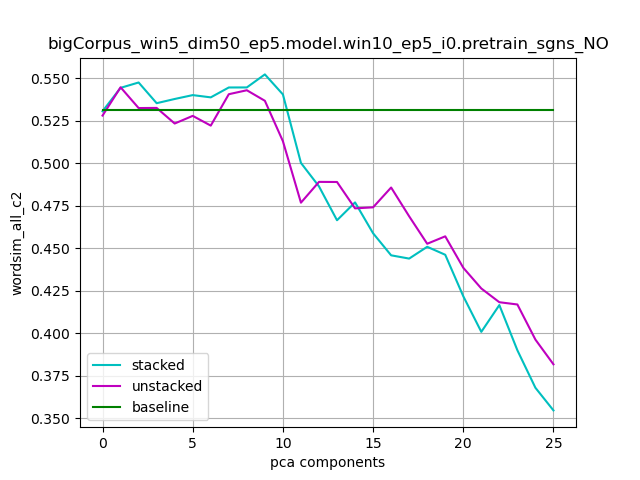 bigCorpus_win5_dim50_ep5.model.win10_ep5_i0.pretrain_sgns_NO
0.550
0.525
0.500
0.475
0.450
0.425
0.400
0.375
0.350
wordsim_all_c2
stacked
unstacked
baseline
0 5 10 15 20 25
pca components